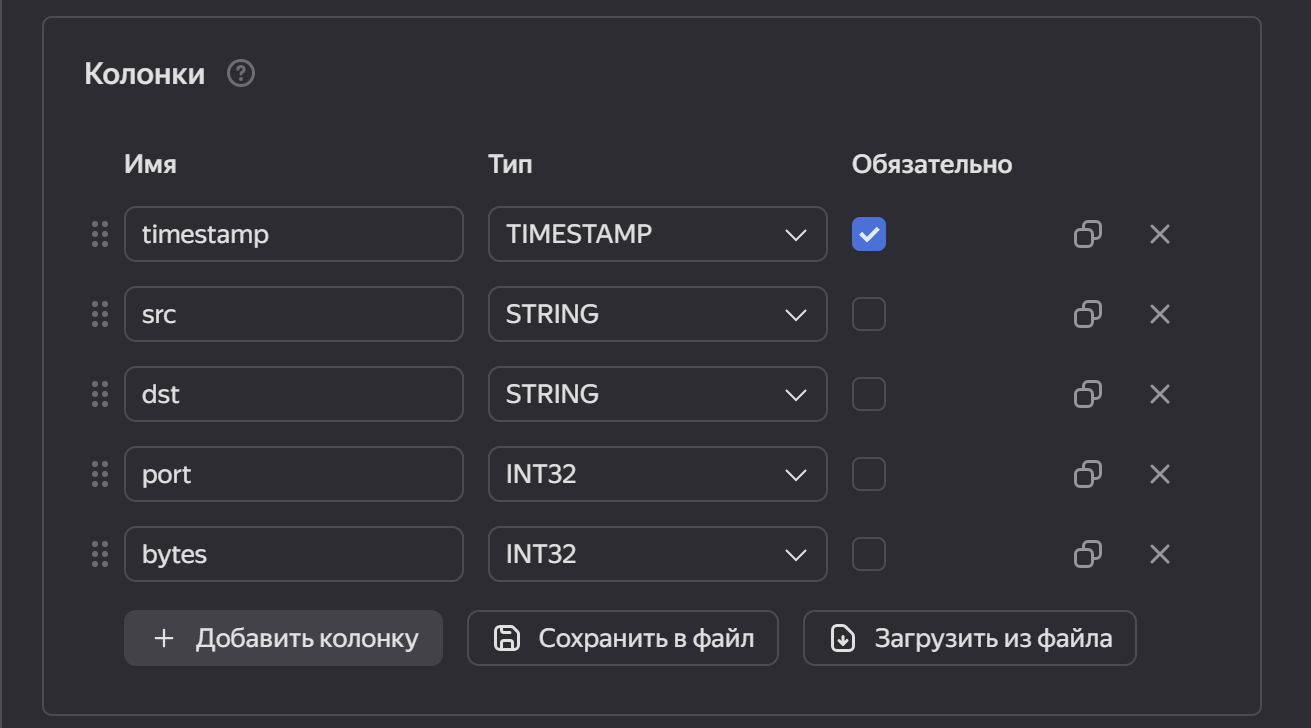 Колонки ?
Имя Тип Обязательно
timestamp TIMESTAMP
src STRING
dst STRING
port INT32
bytes INT32
+ Добавить колонку Сохранить в файл Загрузить из файла